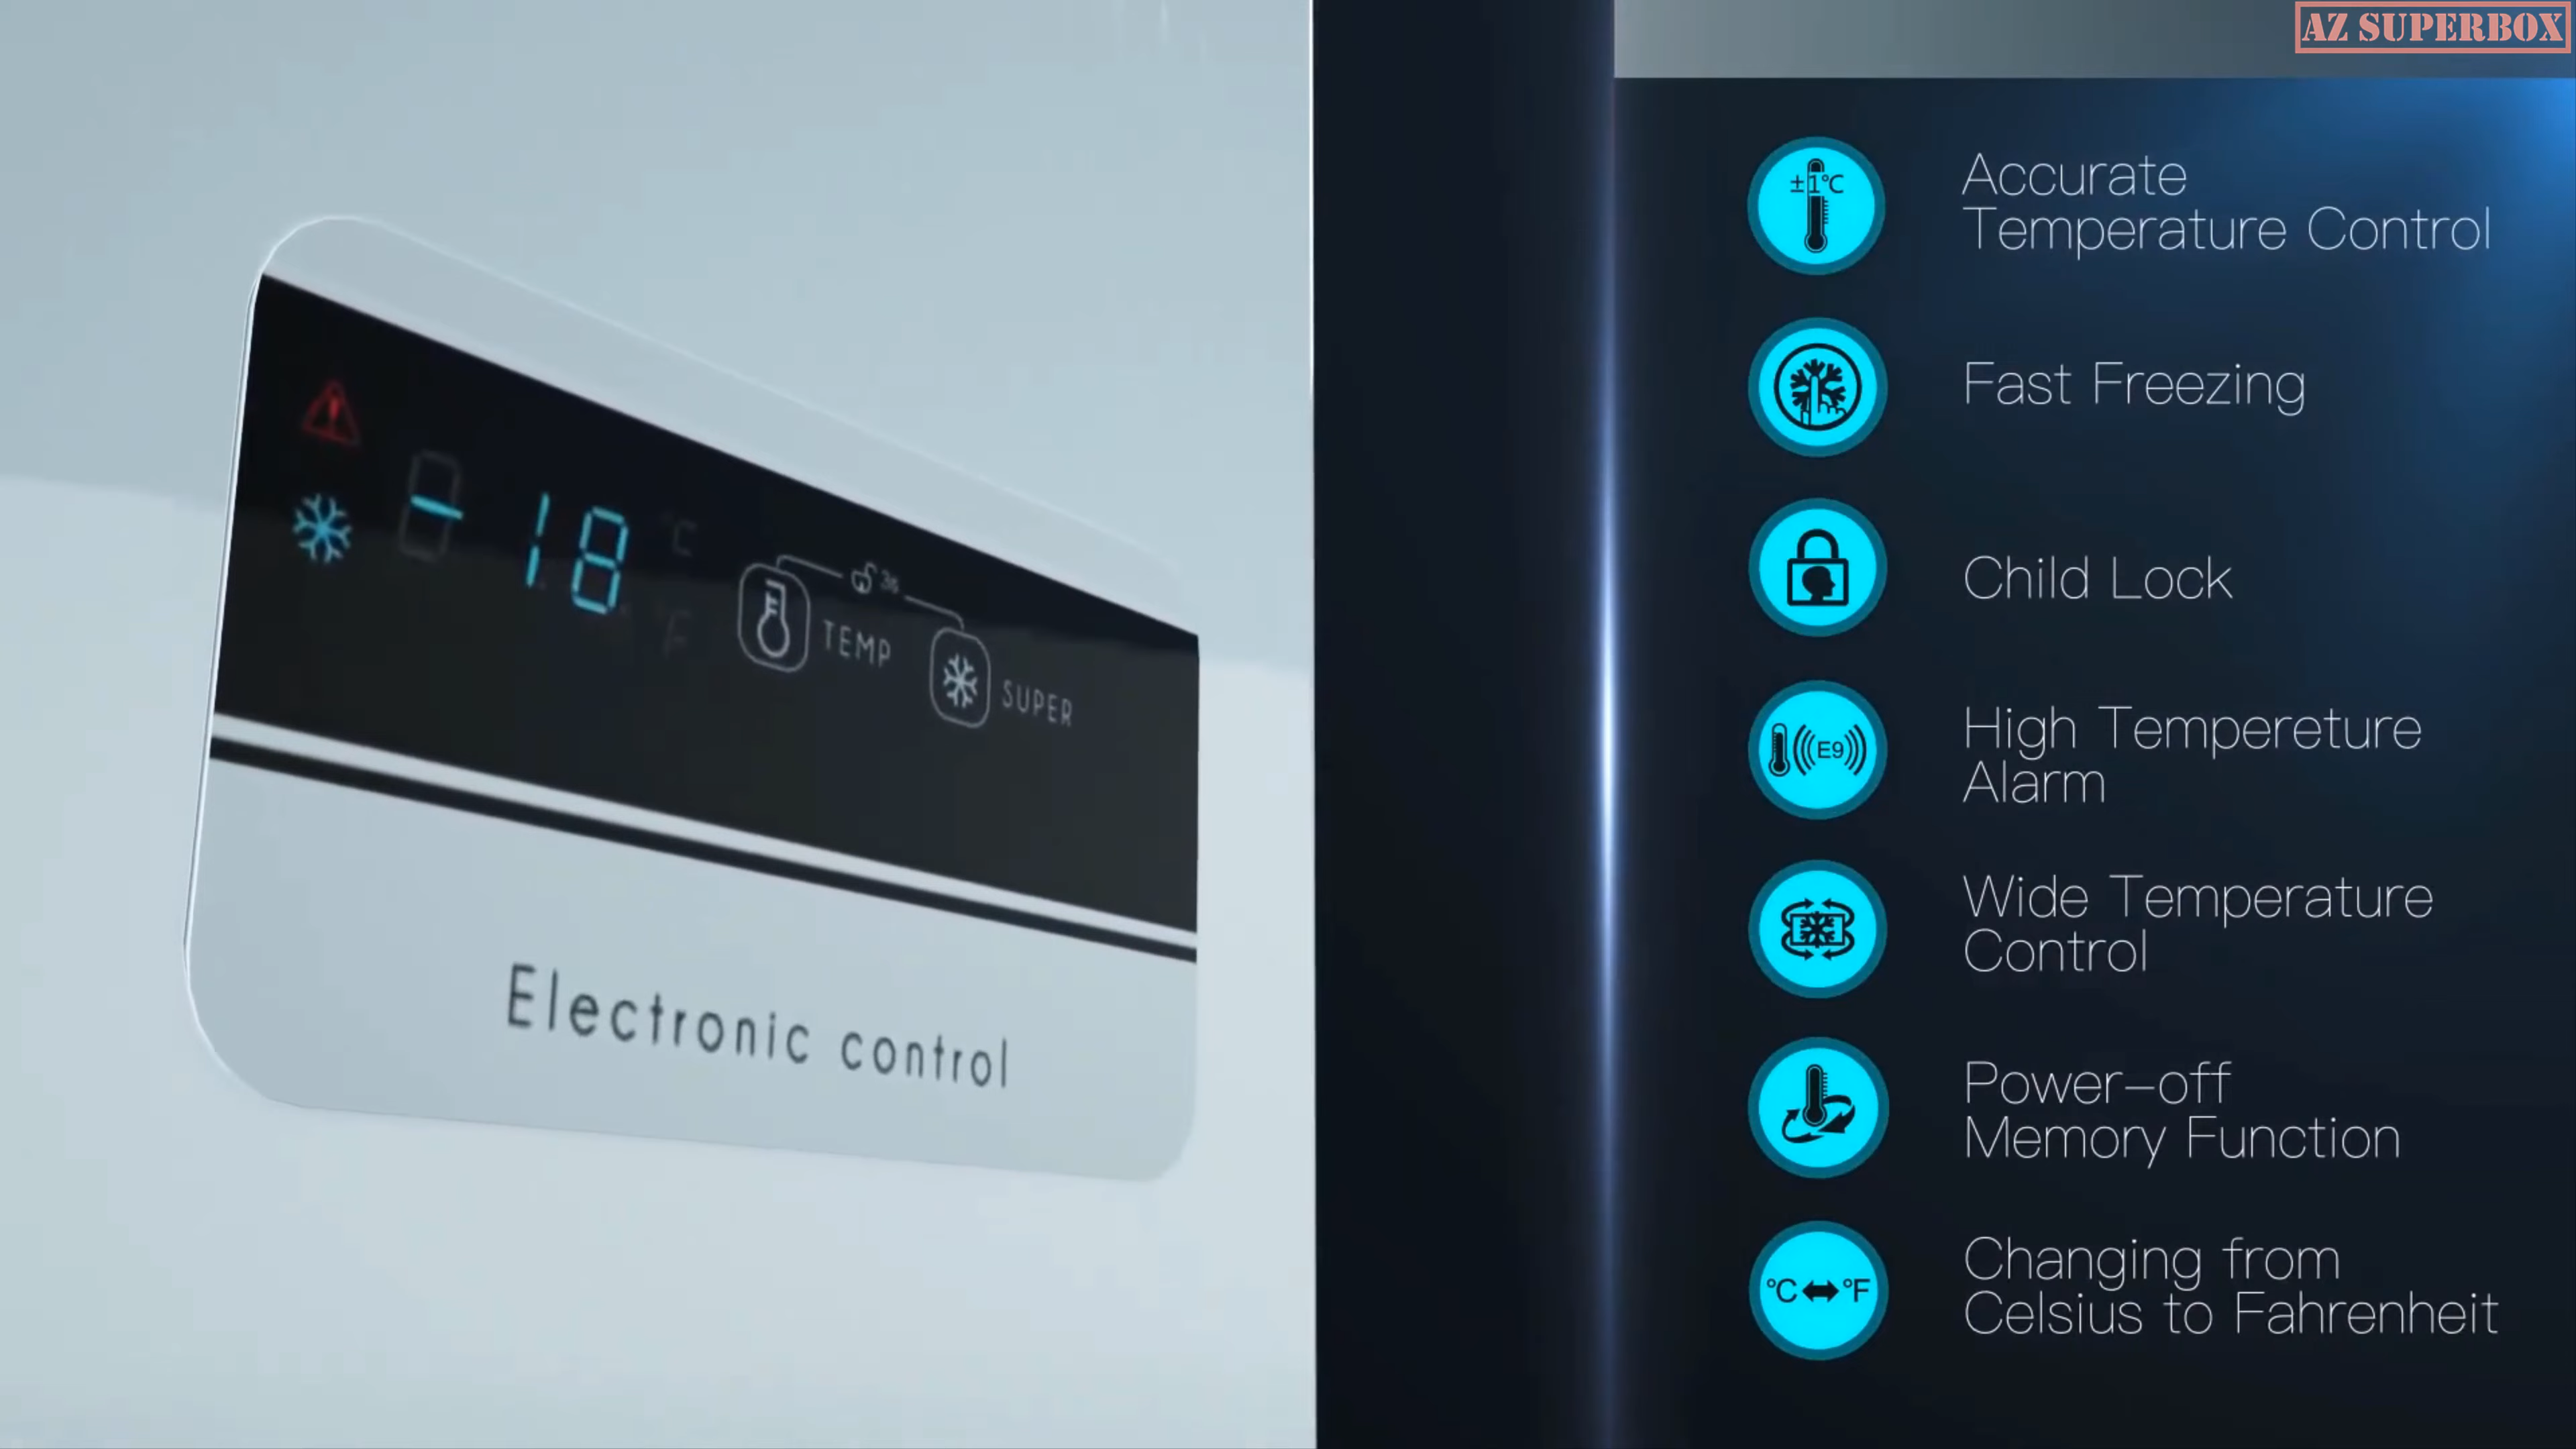 AZ SUPERBOX
-18 °C
°F
3s
TEMP
SUPER
Electronic control
±1°C
Accurate
Temperature Control
Fast Freezing
Child Lock
E9
High Tempereture
Alarm
Wide Temperature
Control
Power-off
Memory Function
°C ↔ °F
Changing from
Celsius to Fahrenheit